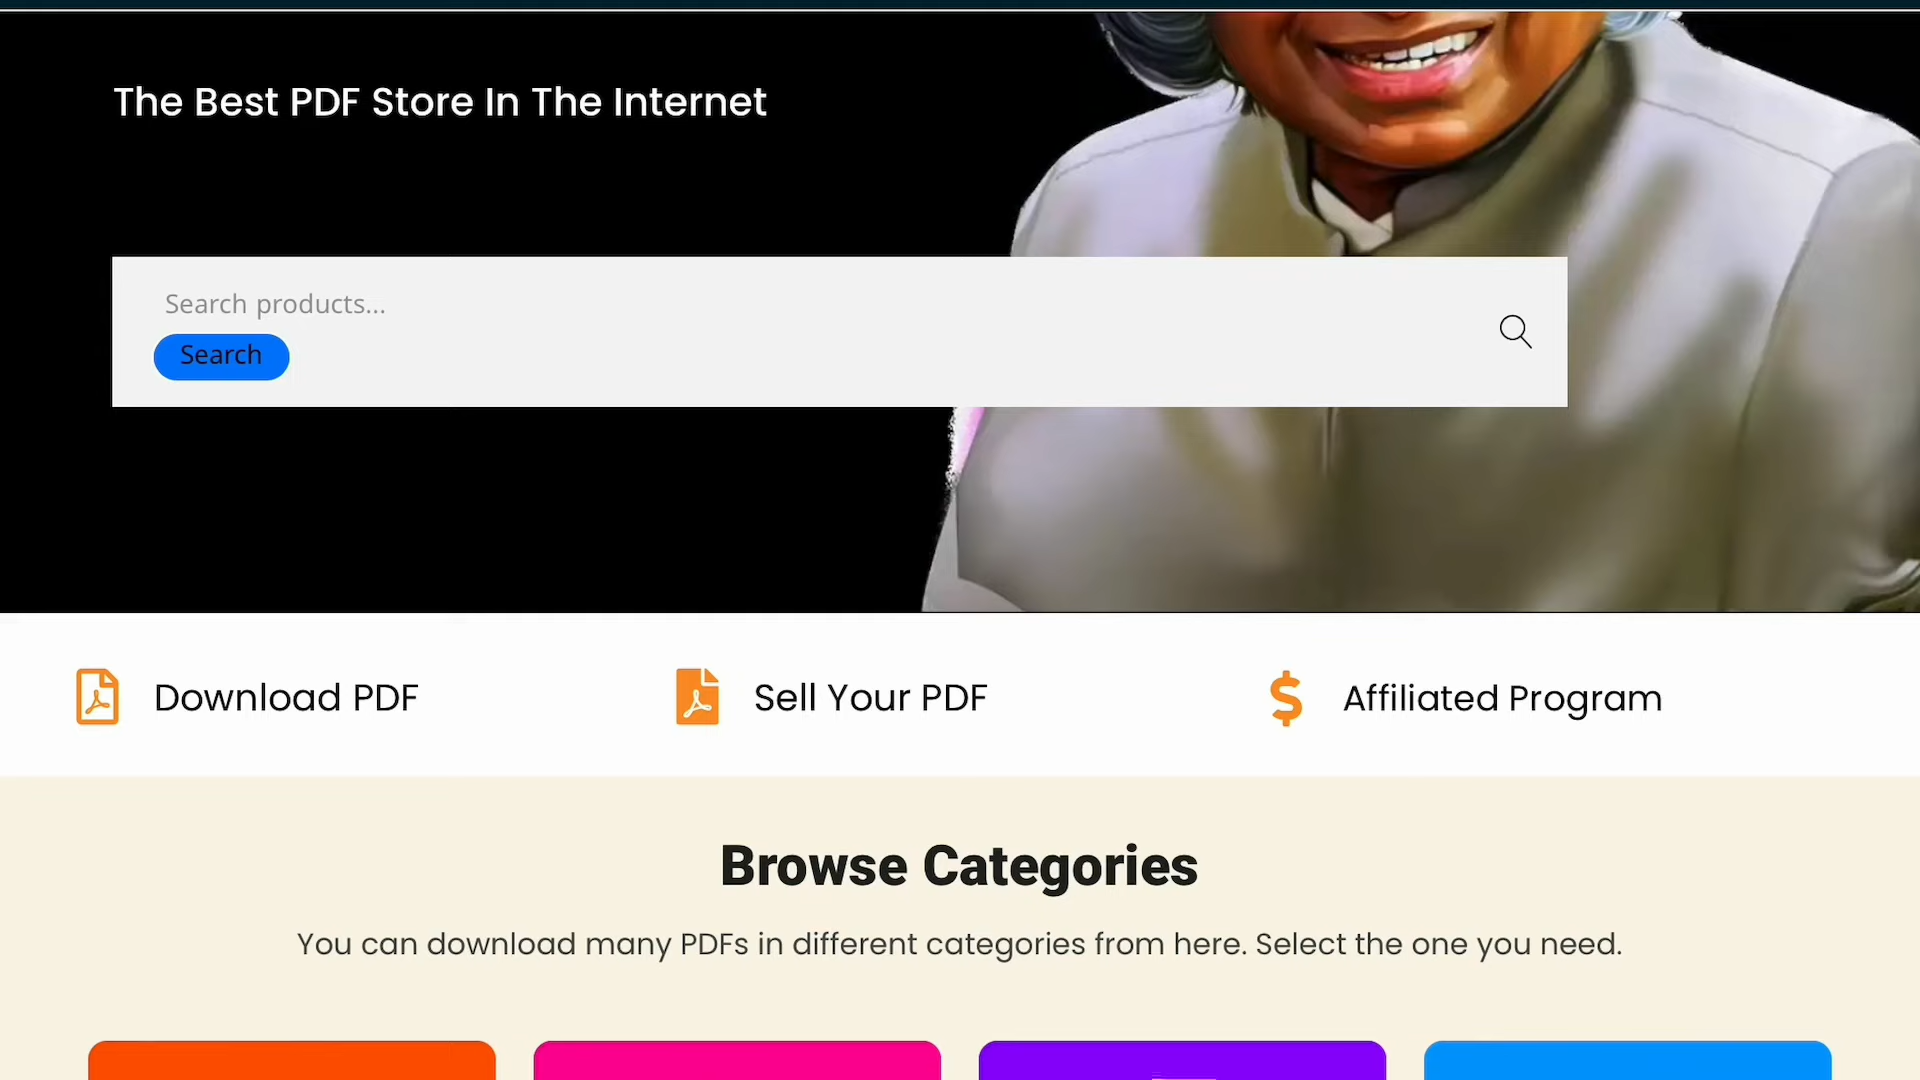 The Best PDF Store In The Internet
Search products...
Search
Download PDF
Sell Your PDF
Affiliated Program
Browse Categories
You can download many PDFs in different categories from here. Select the one you need.